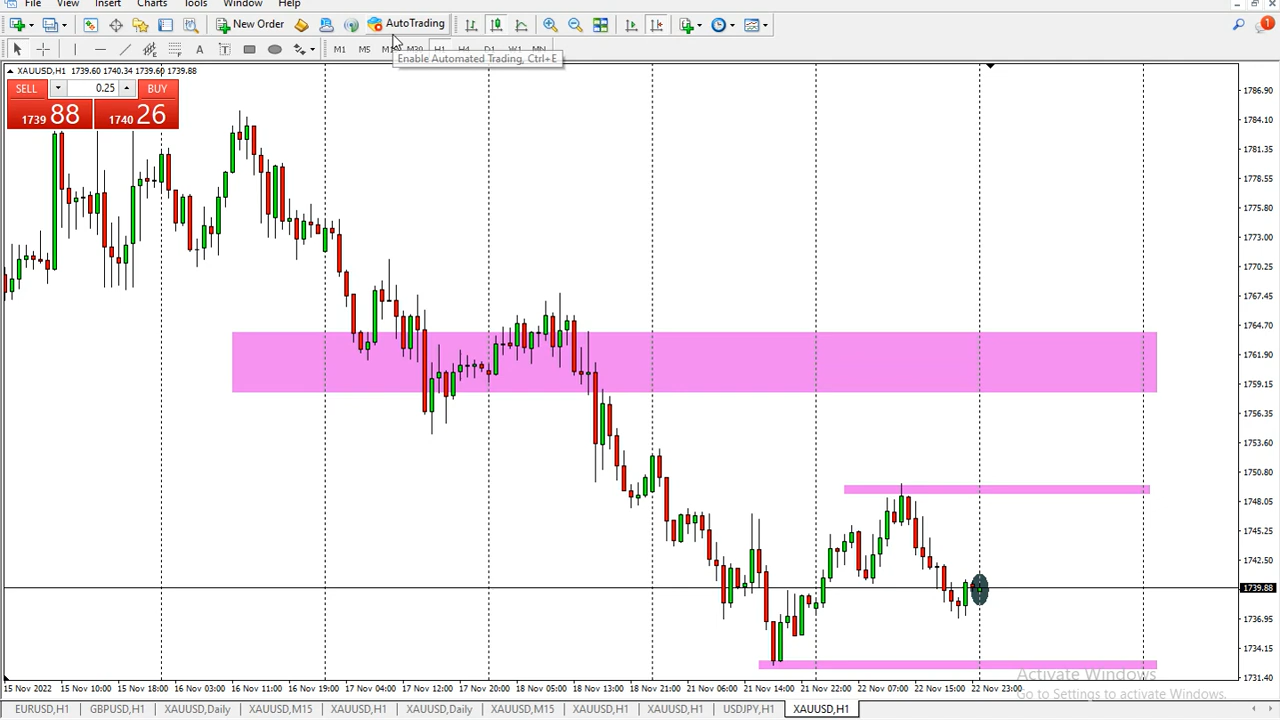 File View Insert Charts Tools Window Help
New Order AutoTrading
A T M1 M5 H1 H4 D1 W1 MN
Enable Automated Trading, Ctrl+E
XAUUSD,H1 1739.60 1740.34 1739.60 1739.88
SELL 0.25 BUY
1739 88 1740 26
1786.90
1784.10
1781.35
1778.55
1775.80
1773.00
1770.25
1767.45
1764.70
1761.90
1759.15
1756.35
1753.60
1750.80
1748.05
1745.25
1742.50
1739.88
1736.95
1734.15
1731.40
Activate Windows
Go to Settings to activate Windows.
15 Nov 2022 15 Nov 10:00 15 Nov 18:00 16 Nov 03:00 16 Nov 11:00 16 Nov 19:00 17 Nov 04:00 17 Nov 12:00 17 Nov 20:00 18 Nov 05:00 18 Nov 13:00 18 Nov 21:00 21 Nov 06:00 21 Nov 14:00 21 Nov 22:00 22 Nov 07:00 22 Nov 15:00 22 Nov 23:00
EURUSD,H1 GBPUSD,H1 XAUUSD,Daily XAUUSD,M15 XAUUSD,H1 XAUUSD,Daily XAUUSD,M15 XAUUSD,H1 XAUUSD,H1 USDJPY,H1 XAUUSD,H1